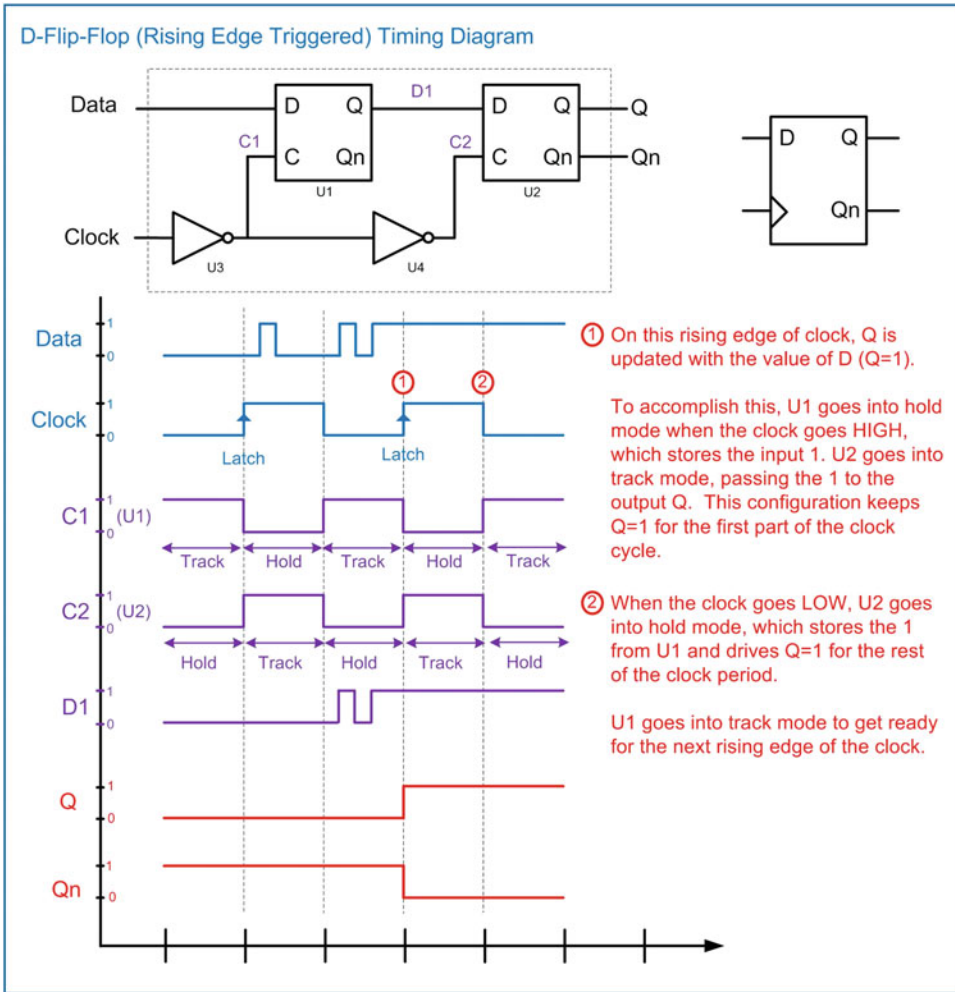 D-Flip-Flop (Rising Edge Triggered) Timing Diagram
Data
D Q
D1
D Q
Q
C1
C Qn
C2
C Qn
Qn
U1
U2
D Q
Qn
Clock
U3
U4
Data
1
0
1 2
Clock
1
0
Latch
Latch
C1 (U1)
1
0
Track Hold Track Hold Track
C2 (U2)
1
0
Hold Track Hold Track Hold
D1
1
0
Q
1
0
Qn
1
0
1 On this rising edge of clock, Q is
updated with the value of D (Q=1).
To accomplish this, U1 goes into hold
mode when the clock goes HIGH,
which stores the input 1. U2 goes into
track mode, passing the 1 to the
output Q. This configuration keeps
Q=1 for the first part of the clock
cycle.
2 When the clock goes LOW, U2 goes
into hold mode, which stores the 1
from U1 and drives Q=1 for the rest
of the clock period.
U1 goes into track mode to get ready
for the next rising edge of the clock.